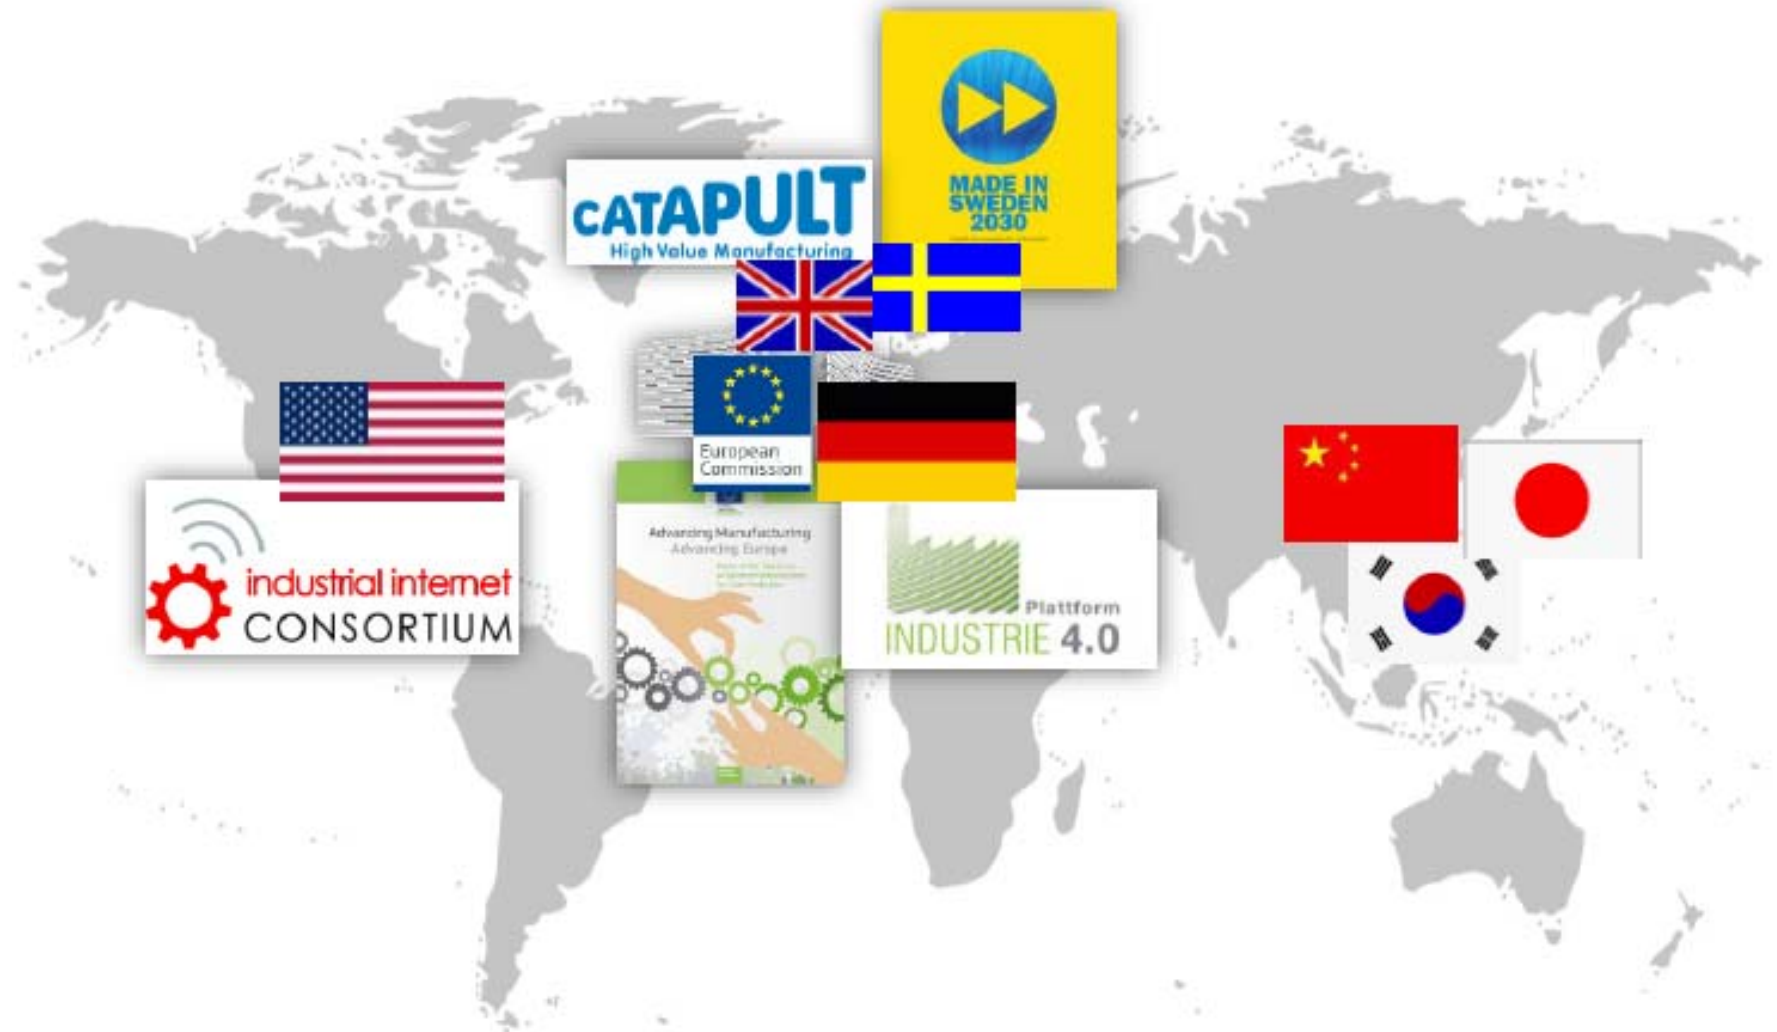 CATAPULT
High Value Manufacturing
MADE IN
SWEDEN
2030
European
Commission
industrial internet
CONSORTIUM
Advancing Manufacturing
Advancing Europe
Plattform
INDUSTRIE 4.0